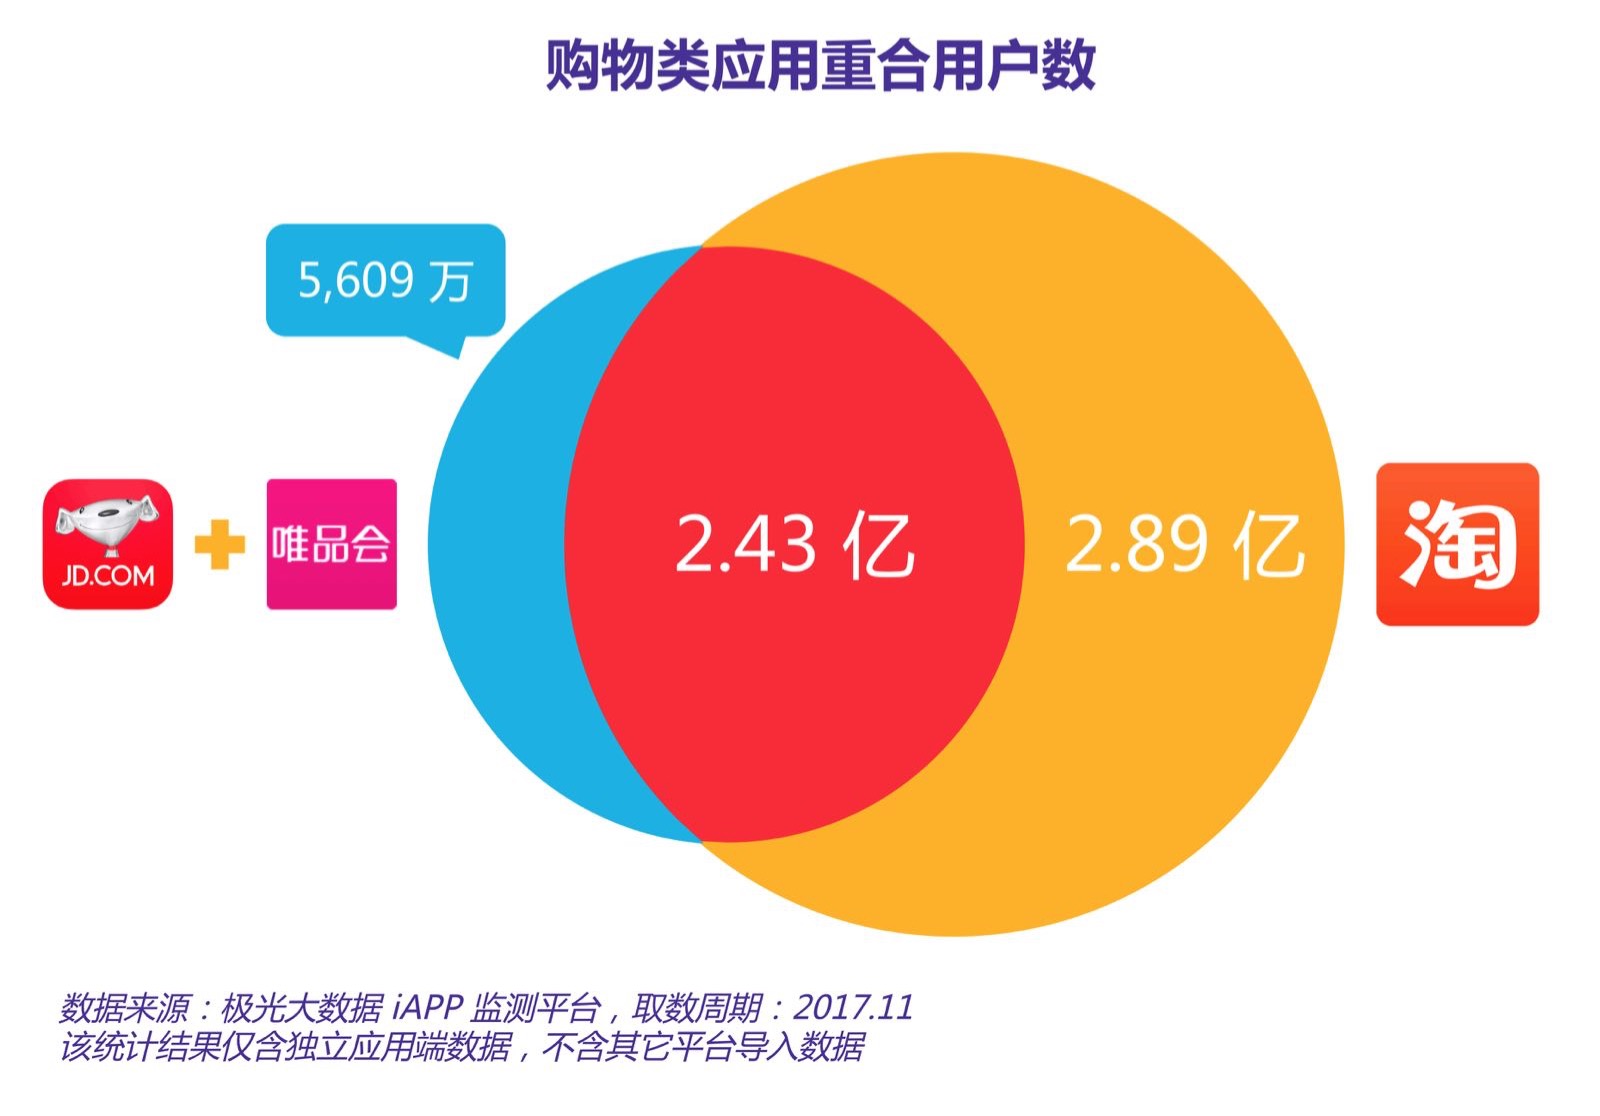 购物类应用重合用户数
5,609 万
JD.COM
唯品会
2.43 亿
2.89 亿
淘
数据来源：极光大数据 iAPP 监测平台，取数周期：2017.11
该统计结果仅含独立应用端数据，不含其它平台导入数据